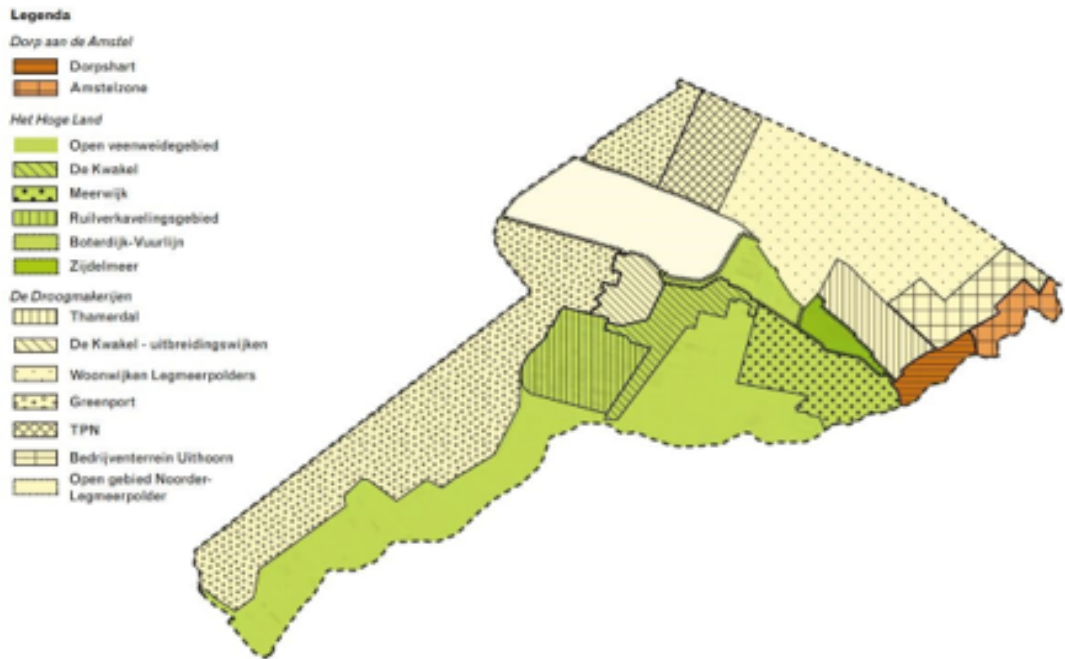 Legenda
Dorp aan de Amstel
Dorpshart
Amstelzone
Het Hoge Land
Open veenweidegebied
De Kwakel
Meerwijk
Ruilverkavelingsgebied
Boterdijk-Vuurlijn
Zijdelmeer
De Droogmakerijen
Thamerdal
De Kwakel - uitbreidingswijken
Woonwijken Legmeerpolders
Greenport
TPN
Bedrijventerrein Uithoorn
Open gebied Noorder-
Legmeerpolder